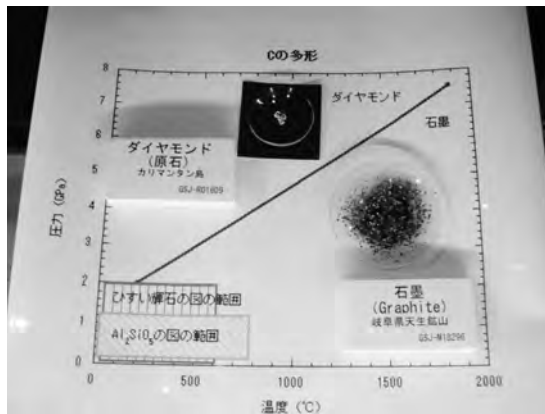 Cの多形
8
7
6
5
4
3
2
1
0
圧力 (GPa)
ダイヤモンド
石墨
ダイヤモンド
(原石)
カリマンタン島
GSJ-R01609
石墨
(Graphite)
岐阜県天生鉱山
GSJ-M18296
ひすい輝石の図の範囲
Al₂SiO₅の図の範囲
0
500
1000
1500
2000
温度 (℃)